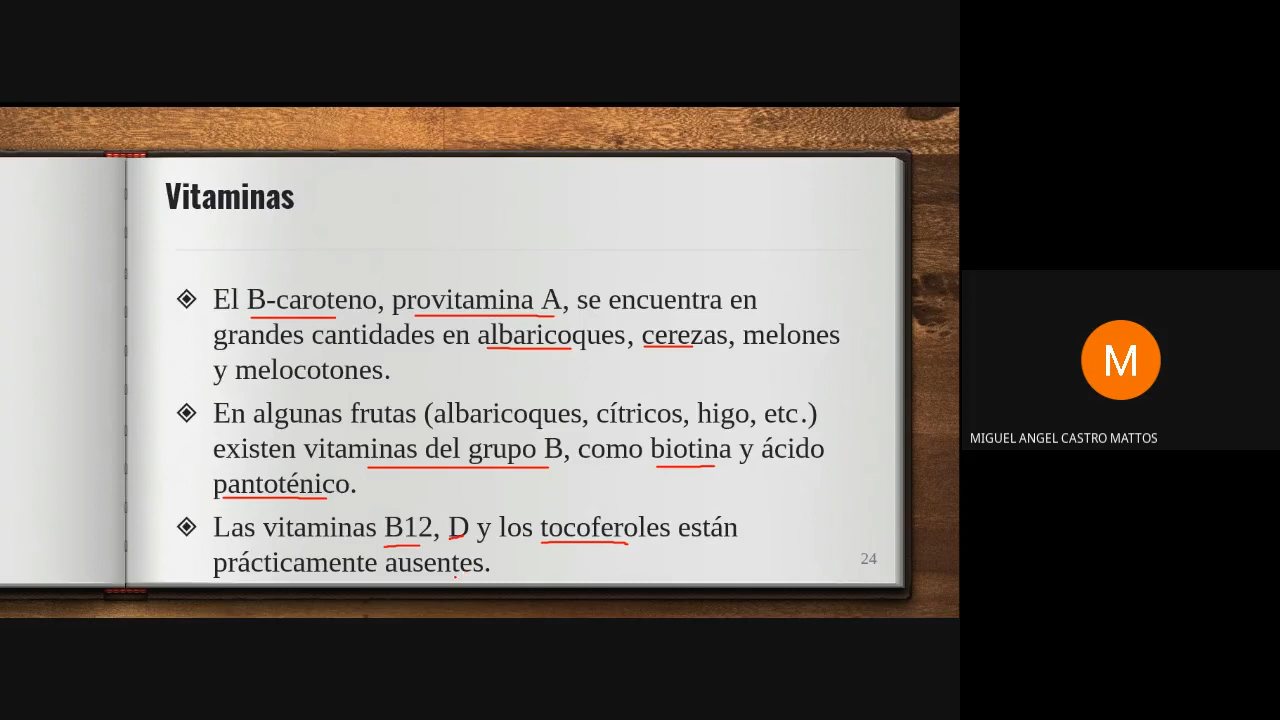 Vitaminas
El B-caroteno, provitamina A, se encuentra en
grandes cantidades en albaricoques, cerezas, melones
y melocotones.
En algunas frutas (albaricoques, cítricos, higo, etc.)
existen vitaminas del grupo B, como biotina y ácido
pantoténico.
Las vitaminas B12, D y los tocoferoles están
prácticamente ausentes.
24
M
MIGUEL ANGEL CASTRO MATTOS